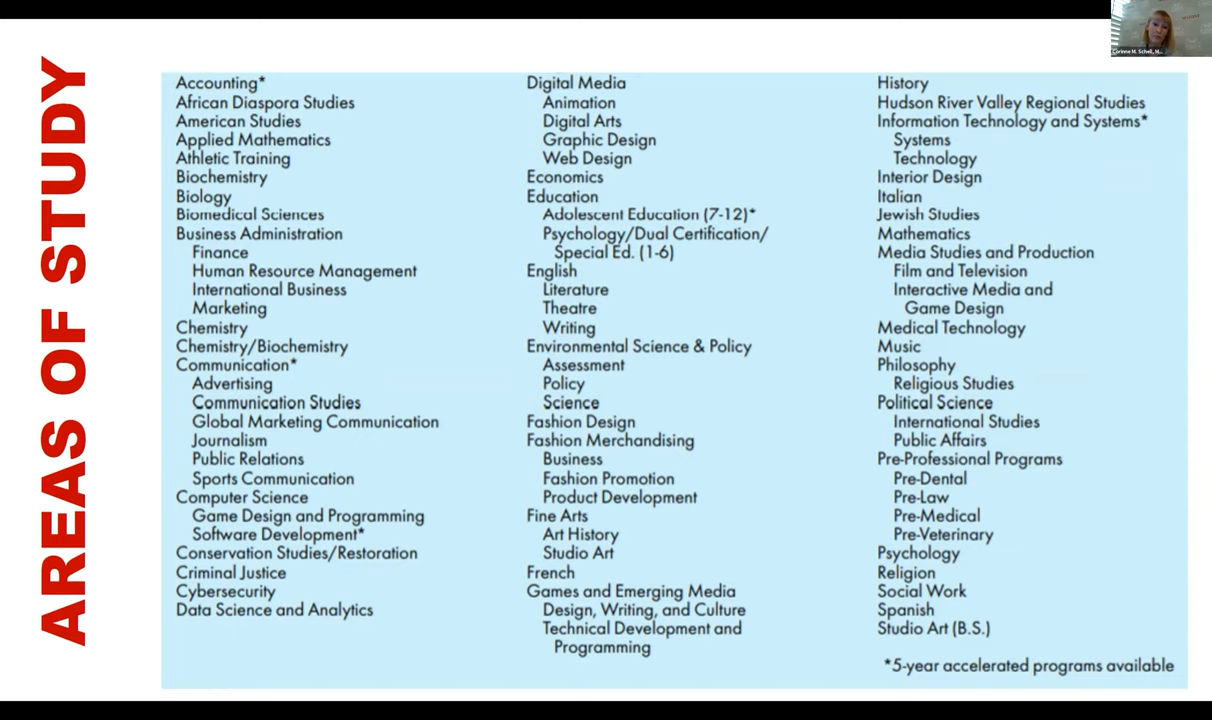 AREAS OF STUDY
Accounting*
African Diaspora Studies
American Studies
Applied Mathematics
Athletic Training
Biochemistry
Biology
Biomedical Sciences
Business Administration
Finance
Human Resource Management
International Business
Marketing
Chemistry
Chemistry/Biochemistry
Communication*
Advertising
Communication Studies
Global Marketing Communication
Journalism
Public Relations
Sports Communication
Computer Science
Game Design and Programming
Software Development*
Conservation Studies/Restoration
Criminal Justice
Cybersecurity
Data Science and Analytics
Digital Media
Animation
Digital Arts
Graphic Design
Web Design
Economics
Education
Adolescent Education (7-12)*
Psychology/Dual Certification/
Special Ed. (1-6)
English
Literature
Theatre
Writing
Environmental Science & Policy
Assessment
Policy
Science
Fashion Design
Fashion Merchandising
Business
Fashion Promotion
Product Development
Fine Arts
Art History
Studio Art
French
Games and Emerging Media
Design, Writing, and Culture
Technical Development and
Programming
History
Hudson River Valley Regional Studies
Information Technology and Systems*
Systems
Technology
Interior Design
Italian
Jewish Studies
Mathematics
Media Studies and Production
Film and Television
Interactive Media and
Game Design
Medical Technology
Music
Philosophy
Religious Studies
Political Science
International Studies
Public Affairs
Pre-Professional Programs
Pre-Dental
Pre-Law
Pre-Medical
Pre-Veterinary
Psychology
Religion
Social Work
Spanish
Studio Art (B.S.)
*5-year accelerated programs available
Corinne M. Schell, M...